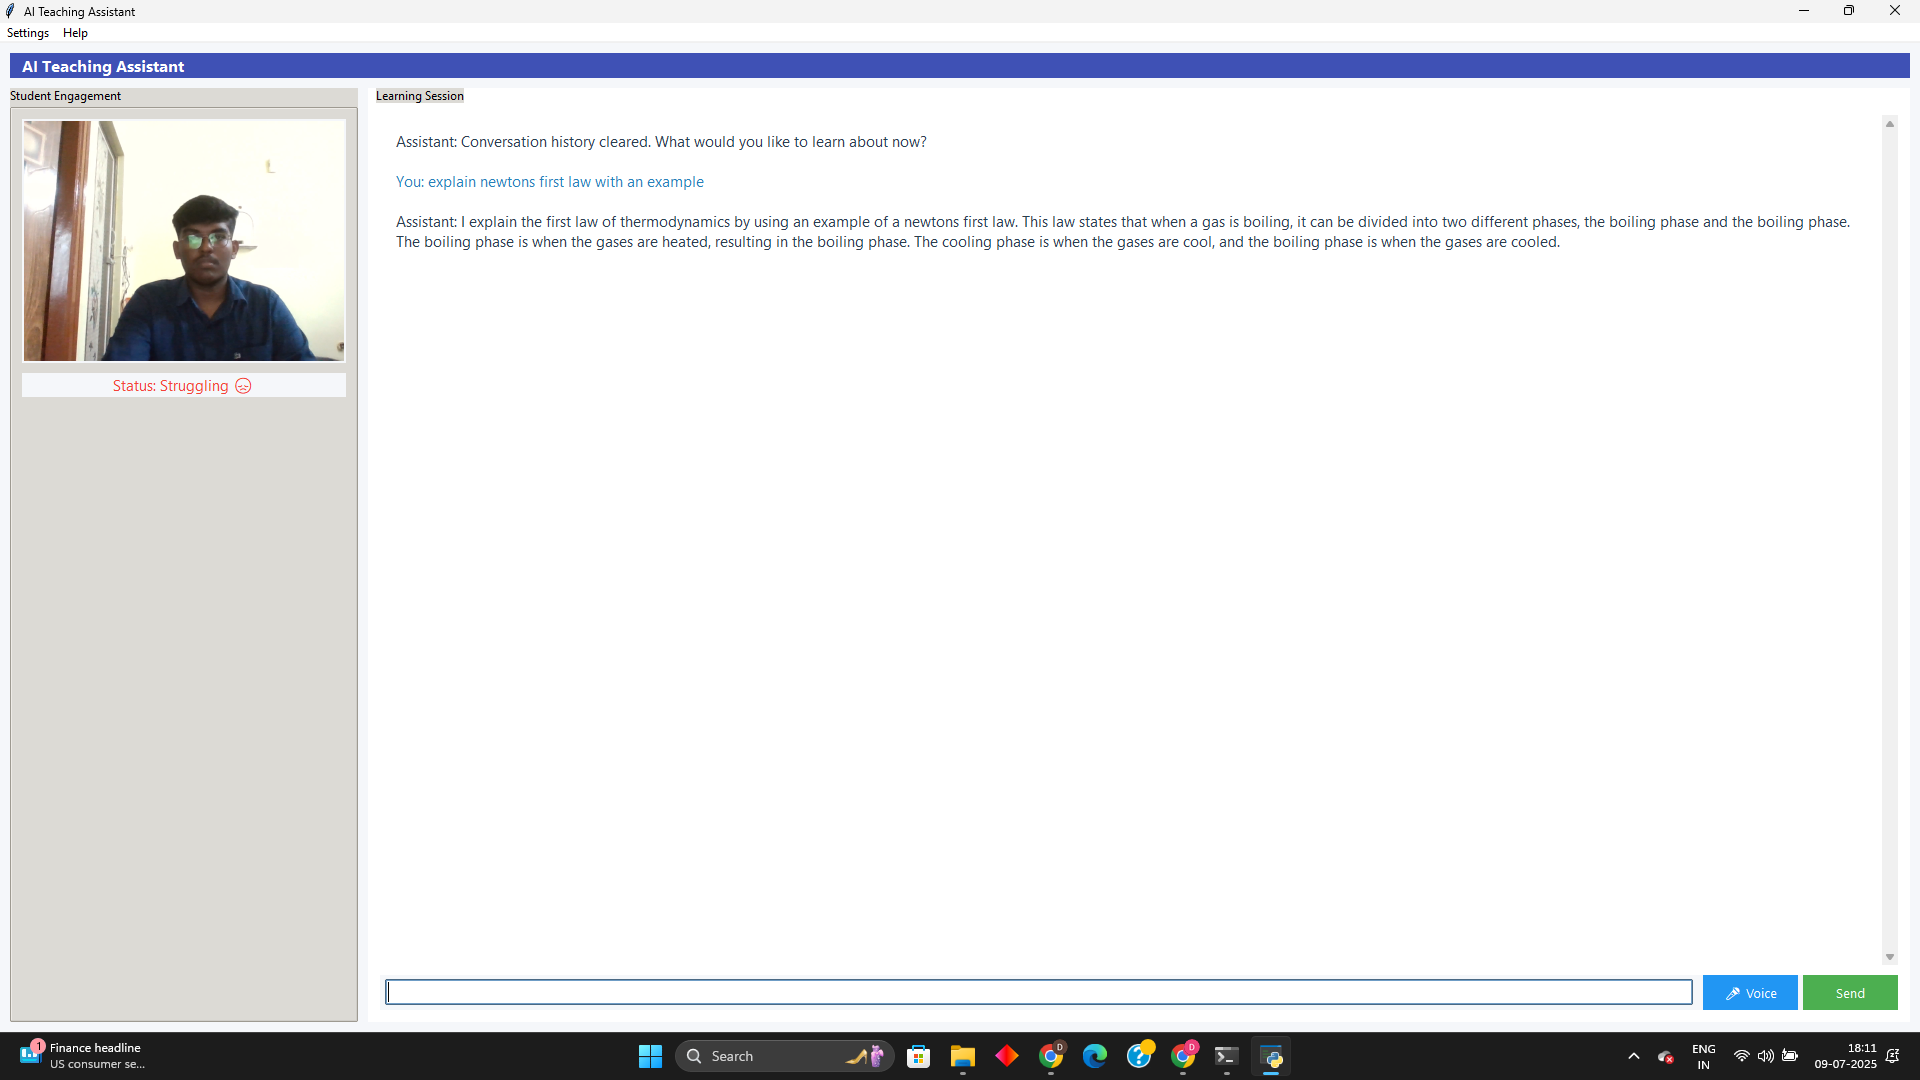 AI Teaching Assistant
Settings Help
AI Teaching Assistant
Student Engagement
Learning Session
Assistant: Conversation history cleared. What would you like to learn about now?
You: explain newtons first law with an example
Assistant: I explain the first law of thermodynamics by using an example of a newtons first law. This law states that when a gas is boiling, it can be divided into two different phases, the boiling phase and the boiling phase.
The boiling phase is when the gases are heated, resulting in the boiling phase. The cooling phase is when the gases are cool, and the boiling phase is when the gases are cooled.
Status: Struggling
Voice
Send
1
Finance headline
US consumer se...
Search
D
D
ENG
IN
18:11
09-07-2025